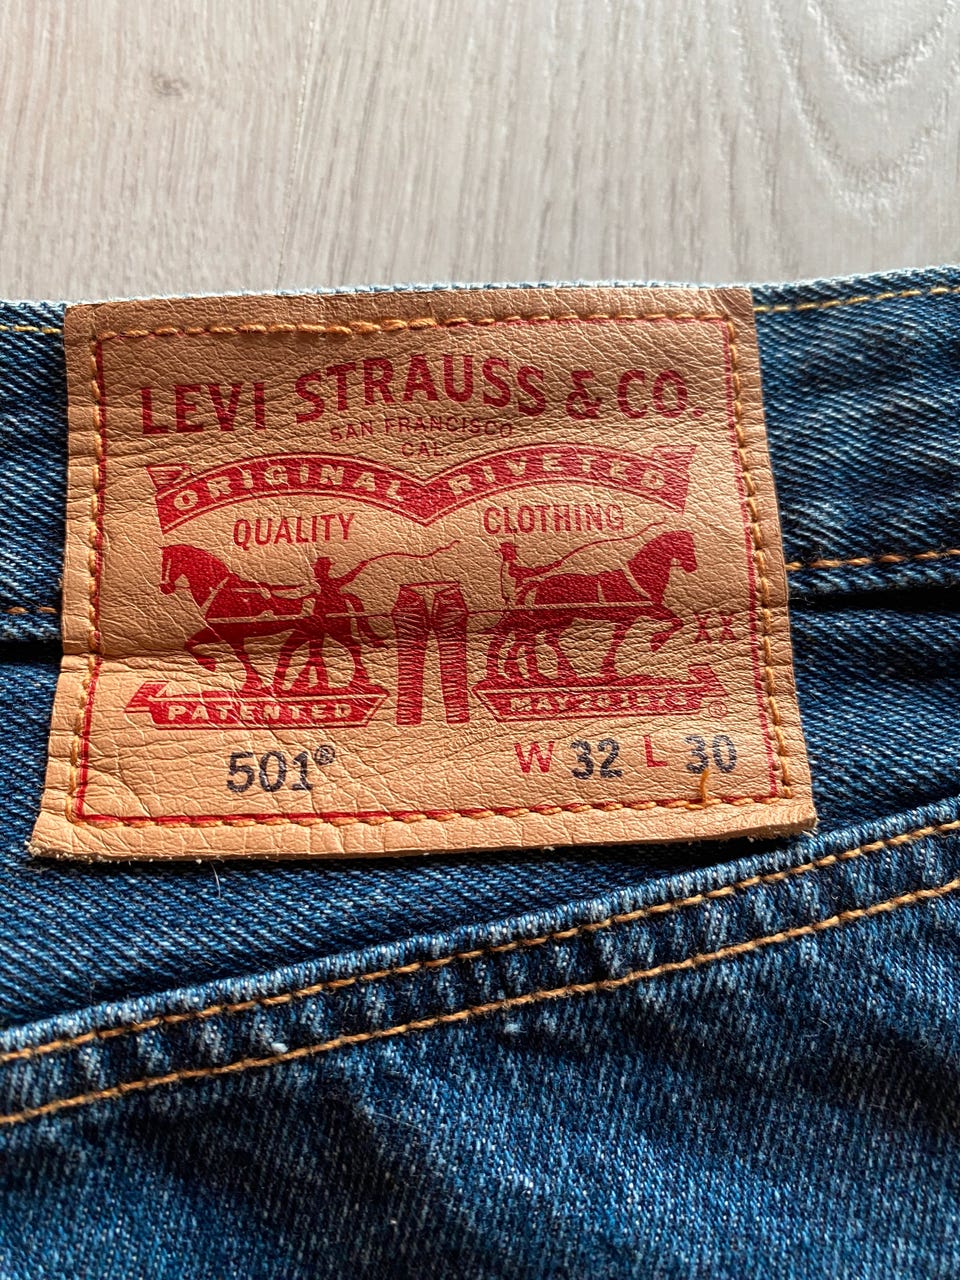 LEVI STRAUSS & CO.
SAN FRANCISCO
CAL.
ORIGINAL RIVETED
QUALITY CLOTHING
XX
PATENTED MAY 20 1873 ®
501® W 32 L 30